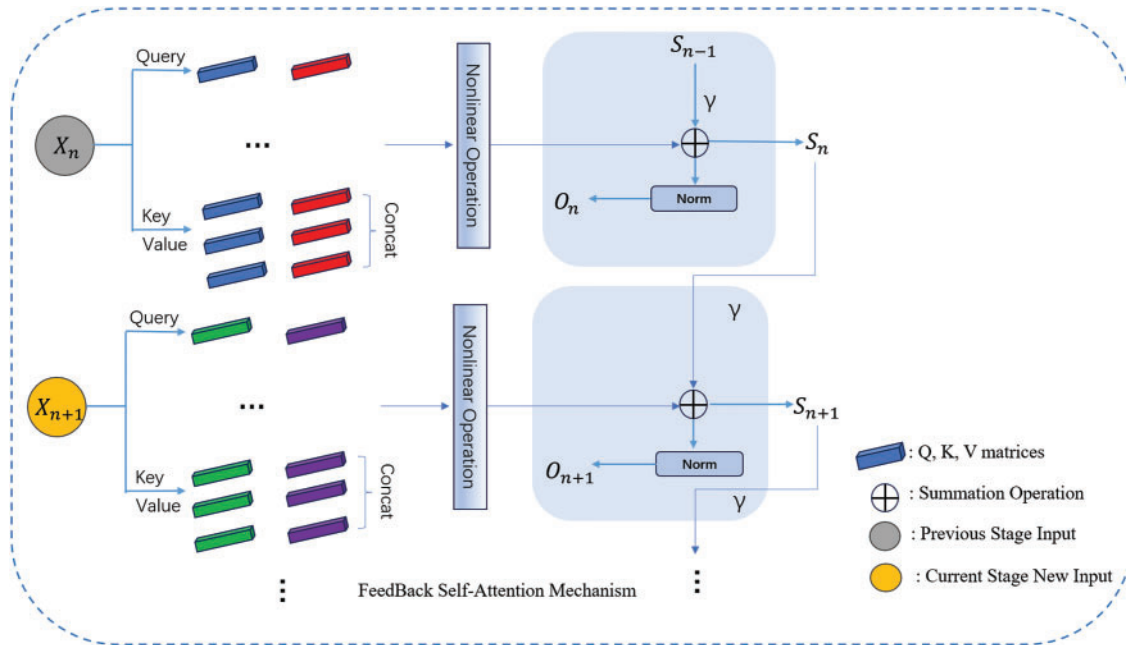 Query
X_n
...
Key
Value
Concat
Nonlinear Operation
S_{n-1}
γ
S_n
O_n
Norm
Query
X_{n+1}
...
Key
Value
Concat
Nonlinear Operation
γ
S_{n+1}
O_{n+1}
Norm
γ
: Q, K, V matrices
: Summation Operation
: Previous Stage Input
: Current Stage New Input
FeedBack Self-Attention Mechanism